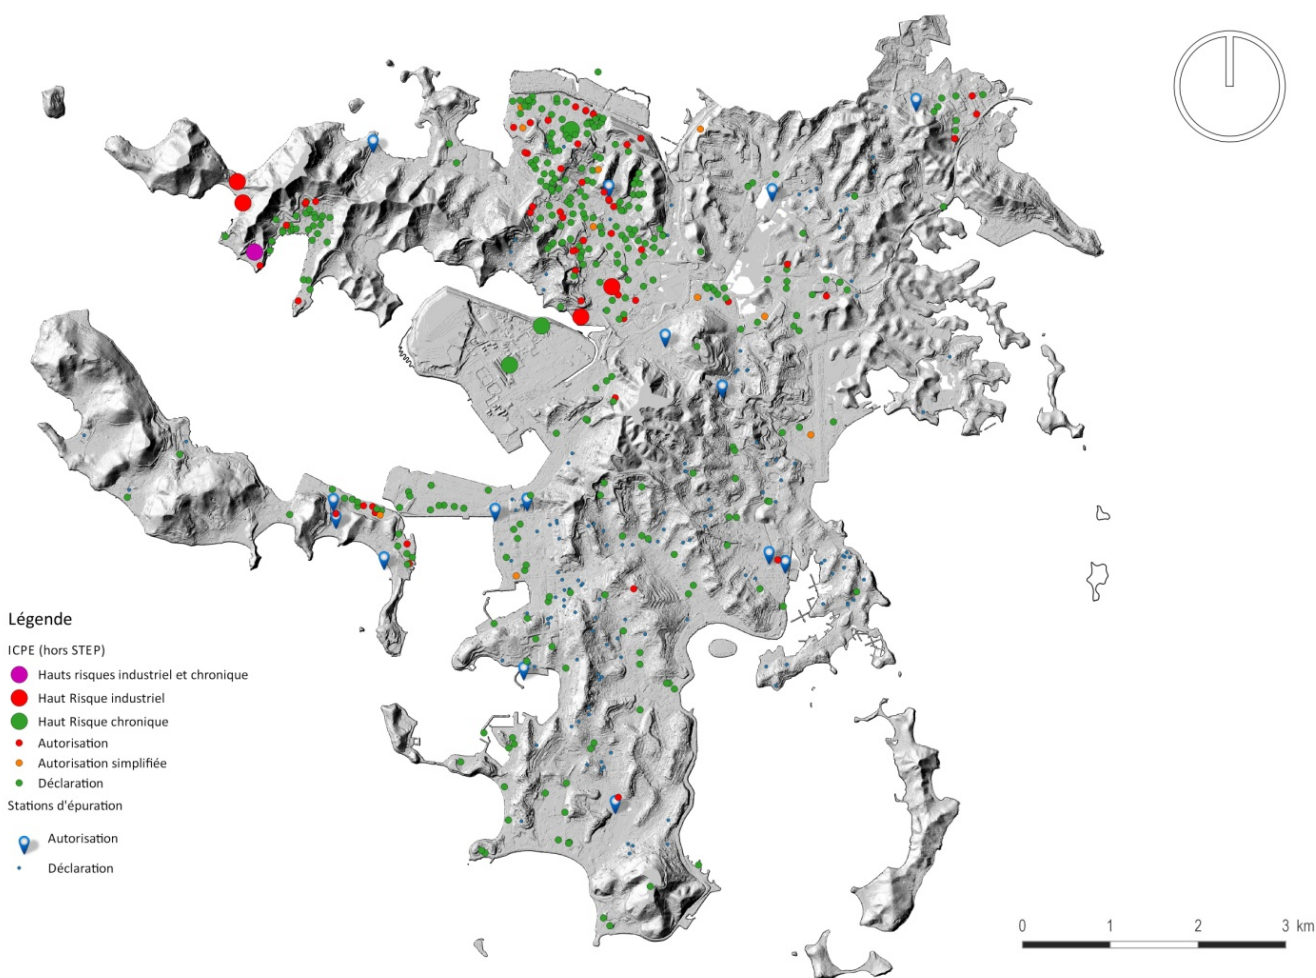 Légende
ICPE (hors STEP)
Hauts risques industriel et chronique
Haut Risque industriel
Haut Risque chronique
Autorisation
Autorisation simplifiée
Déclaration
Stations d'épuration
Autorisation
Déclaration
0 1 2 3 km